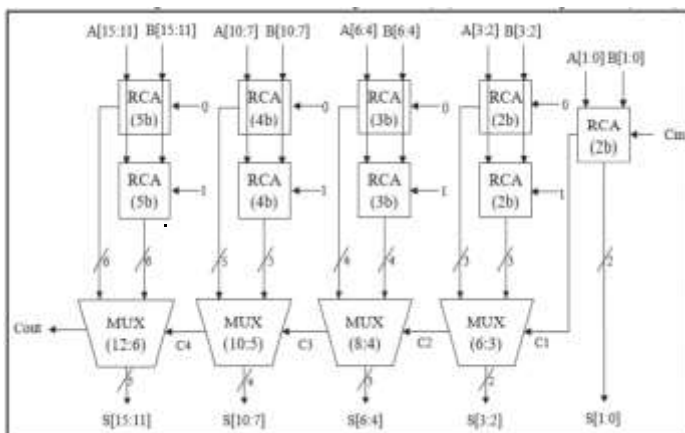 A[15:11] B[15:11] A[10:7] B[10:7] A[6:4] B[6:4] A[3:2] B[3:2]
A[1:0] B[1:0]
RCA (5b) 0 RCA (4b) 0 RCA (3b) 0 RCA (2b) 0
RCA (2b) Cin
RCA (5b) 1 RCA (4b) 1 RCA (3b) 1 RCA (2b) 1
6 6 5 5 4 4 3 3 2
Cout MUX (12:6) C4 MUX (10:5) C3 MUX (8:4) C2 MUX (6:3) C1
5 4 3 2
S[15:11] S[10:7] S[6:4] S[3:2] S[1:0]